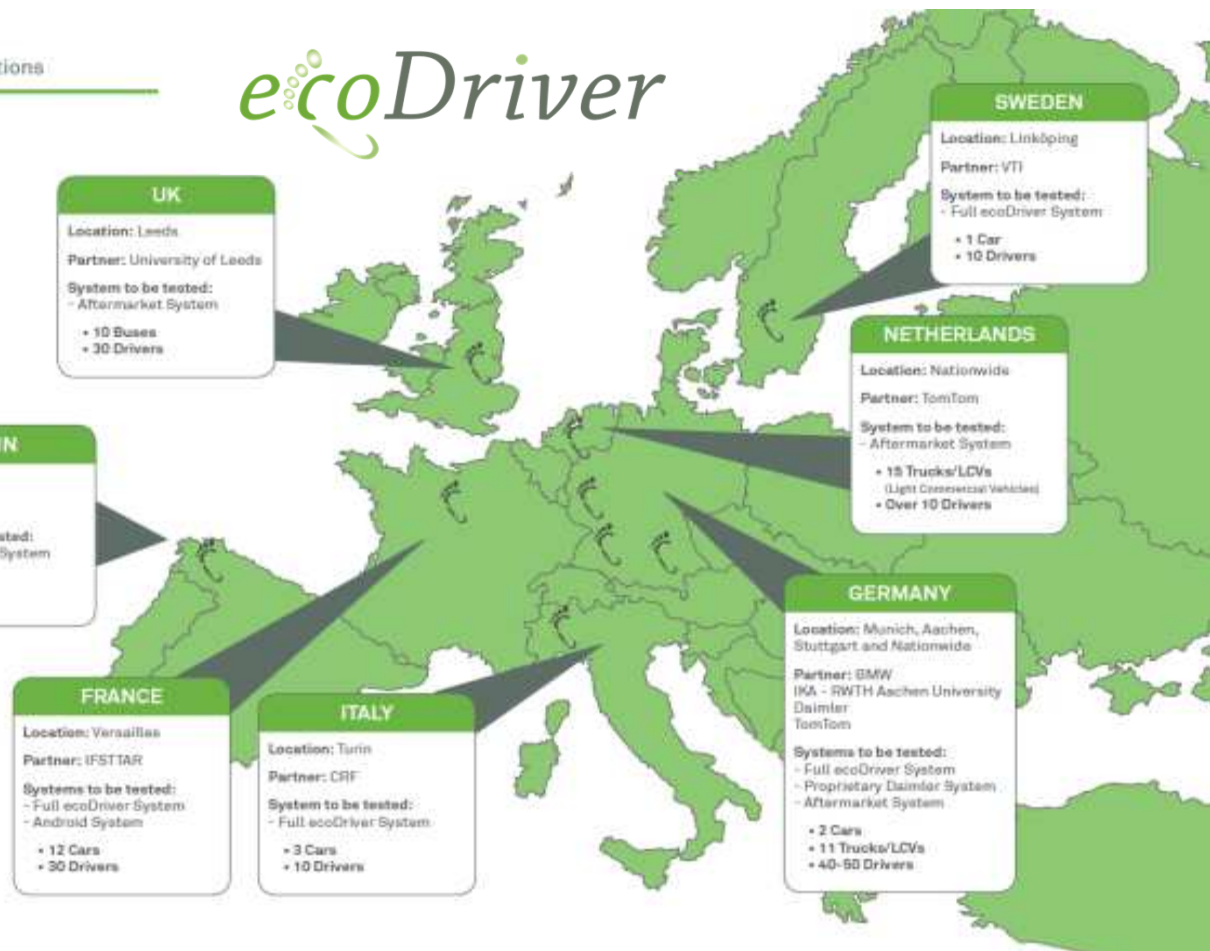 tions
ecoDriver
SWEDEN
Location: Linköping
Partner: VTI
System to be tested:
- Full ecoDriver System
• 1 Car
• 10 Drivers
UK
Location: Leeds
Partner: University of Leeds
System to be tested:
- Aftermarket System
• 10 Buses
• 30 Drivers
NETHERLANDS
Location: Nationwide
Partner: TomTom
System to be tested:
- Aftermarket System
• 15 Trucks/LCVs
(Light Commercial Vehicles)
• Over 10 Drivers
IN
sted:
System
GERMANY
Location: Munich, Aachen,
Stuttgart and Nationwide
Partner: BMW
IKA - RWTH Aachen University
Daimler
TomTom
Systems to be tested:
- Full ecoDriver System
- Proprietary Daimler System
- Aftermarket System
• 2 Cars
• 11 Trucks/LCVs
• 40-50 Drivers
FRANCE
Location: Versailles
Partner: IFSTTAR
Systems to be tested:
- Full ecoDriver System
- Android System
• 12 Cars
• 30 Drivers
ITALY
Location: Turin
Partner: CRF
System to be tested:
- Full ecoDriver System
• 3 Cars
• 10 Drivers